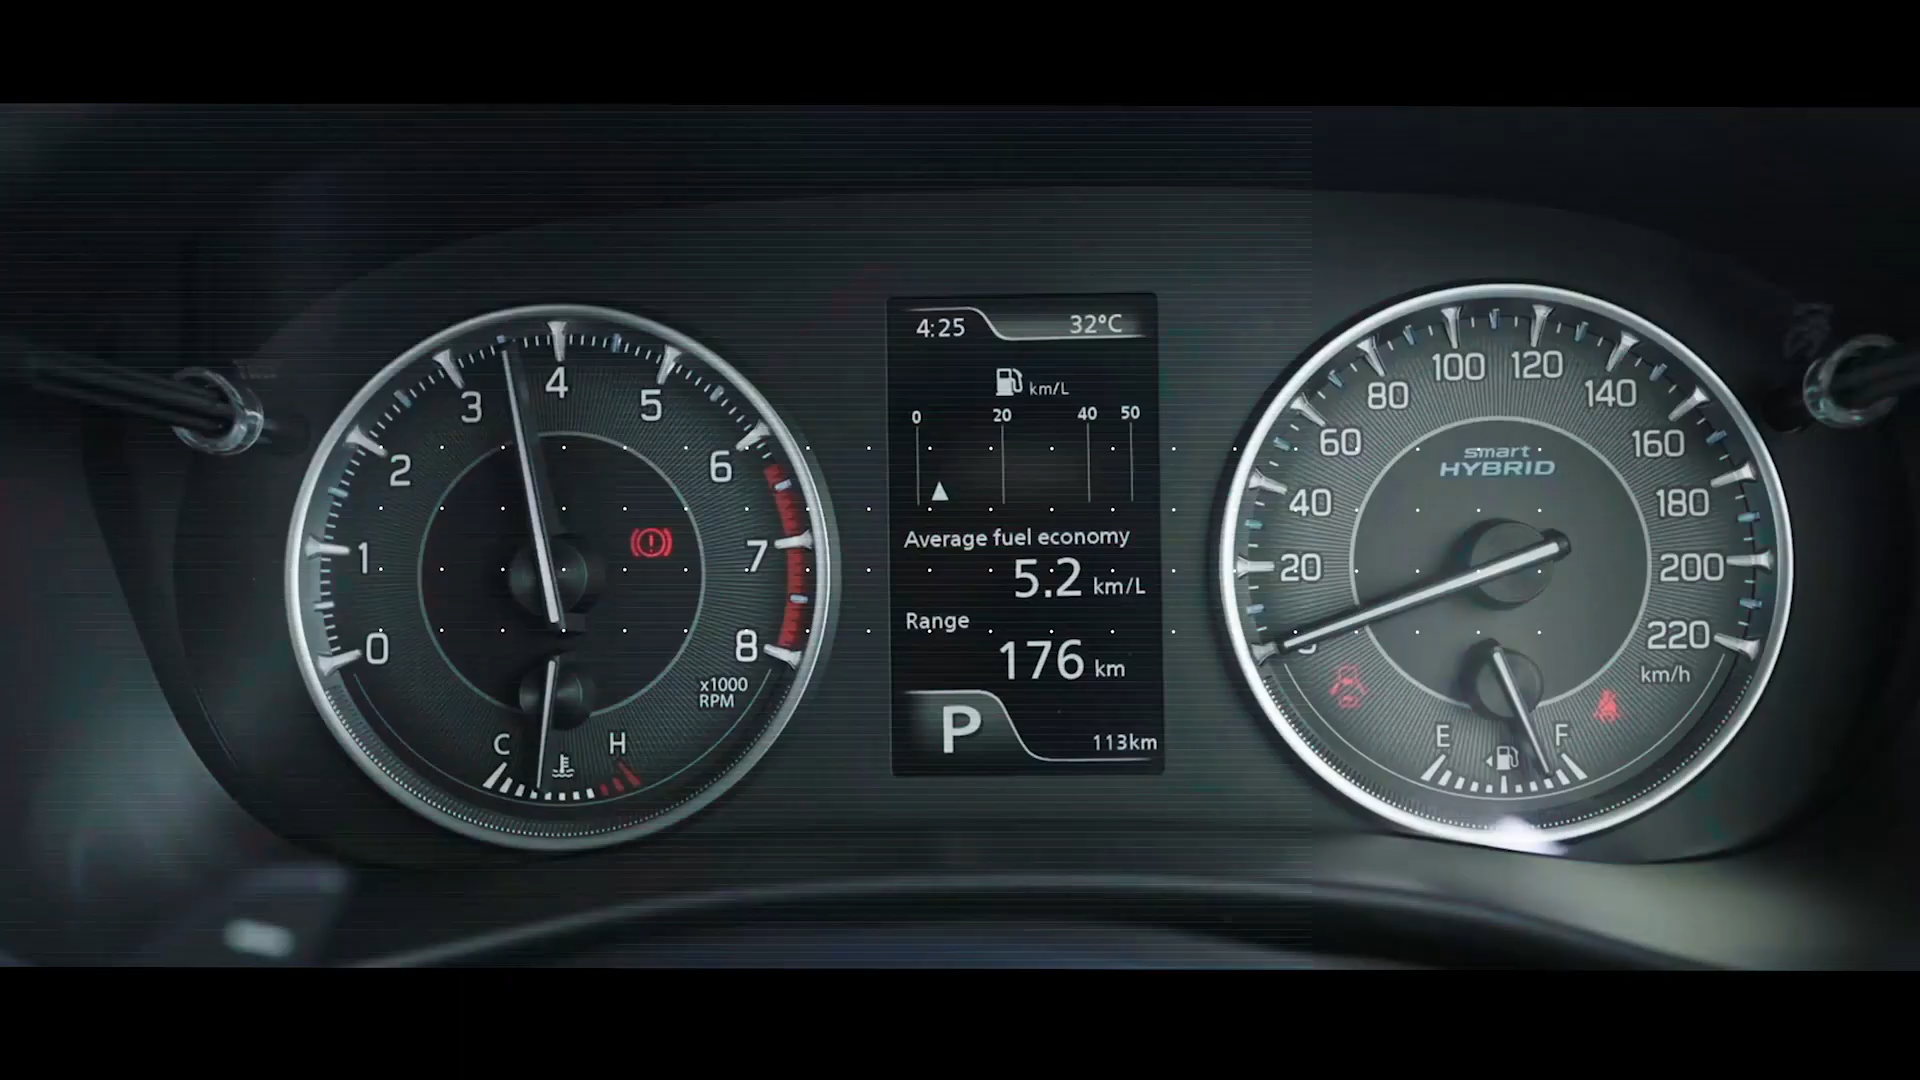 0
1
2
3
4
5
6
7
8
x1000
RPM
C
H
4:25
32°C
km/L
0 20 40 50
Average fuel economy
5.2 km/L
Range
176 km
P
113km
20
40
60
80
100
120
140
160
180
200
220
km/h
smart
HYBRID
E
F